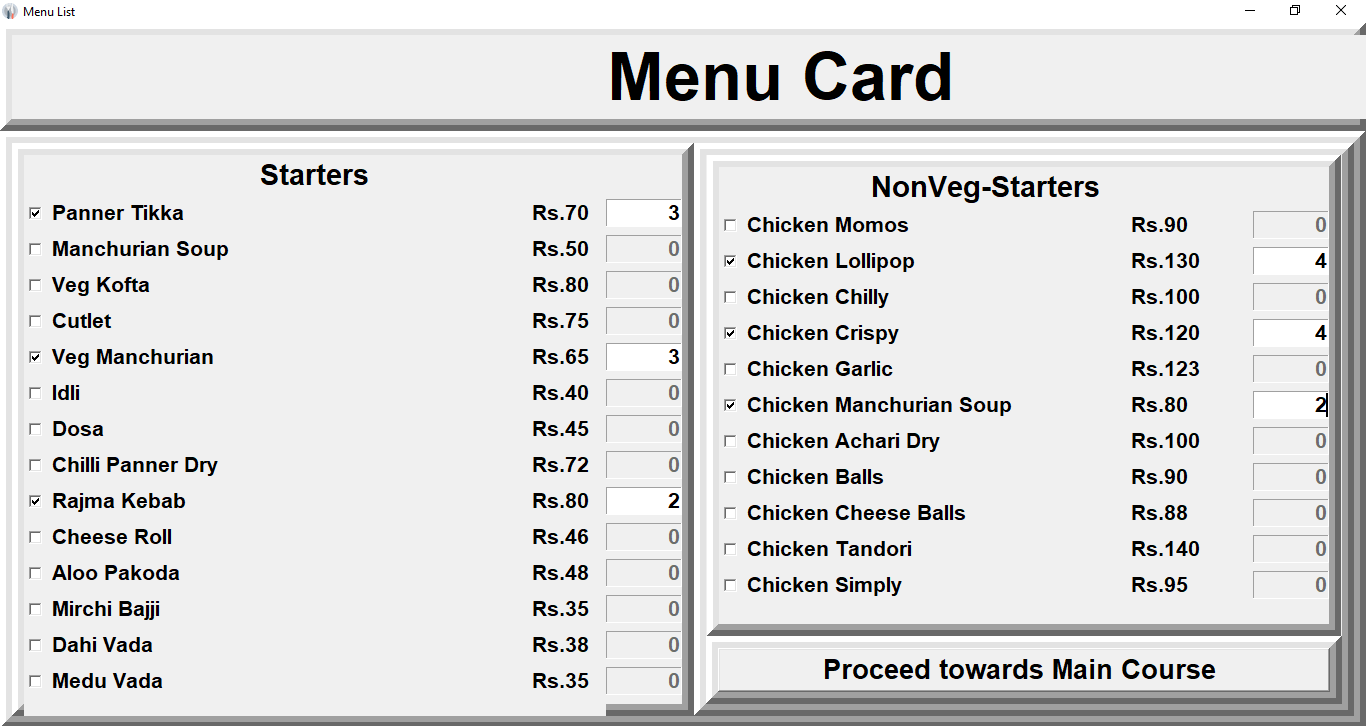 Menu List
Menu Card
Starters
Panner Tikka Rs.70 3
Manchurian Soup Rs.50 0
Veg Kofta Rs.80 0
Cutlet Rs.75 0
Veg Manchurian Rs.65 3
Idli Rs.40 0
Dosa Rs.45 0
Chilli Panner Dry Rs.72 0
Rajma Kebab Rs.80 2
Cheese Roll Rs.46 0
Aloo Pakoda Rs.48 0
Mirchi Bajji Rs.35 0
Dahi Vada Rs.38 0
Medu Vada Rs.35 0
NonVeg-Starters
Chicken Momos Rs.90 0
Chicken Lollipop Rs.130 4
Chicken Chilly Rs.100 0
Chicken Crispy Rs.120 4
Chicken Garlic Rs.123 0
Chicken Manchurian Soup Rs.80 2
Chicken Achari Dry Rs.100 0
Chicken Balls Rs.90 0
Chicken Cheese Balls Rs.88 0
Chicken Tandori Rs.140 0
Chicken Simply Rs.95 0
Proceed towards Main Course